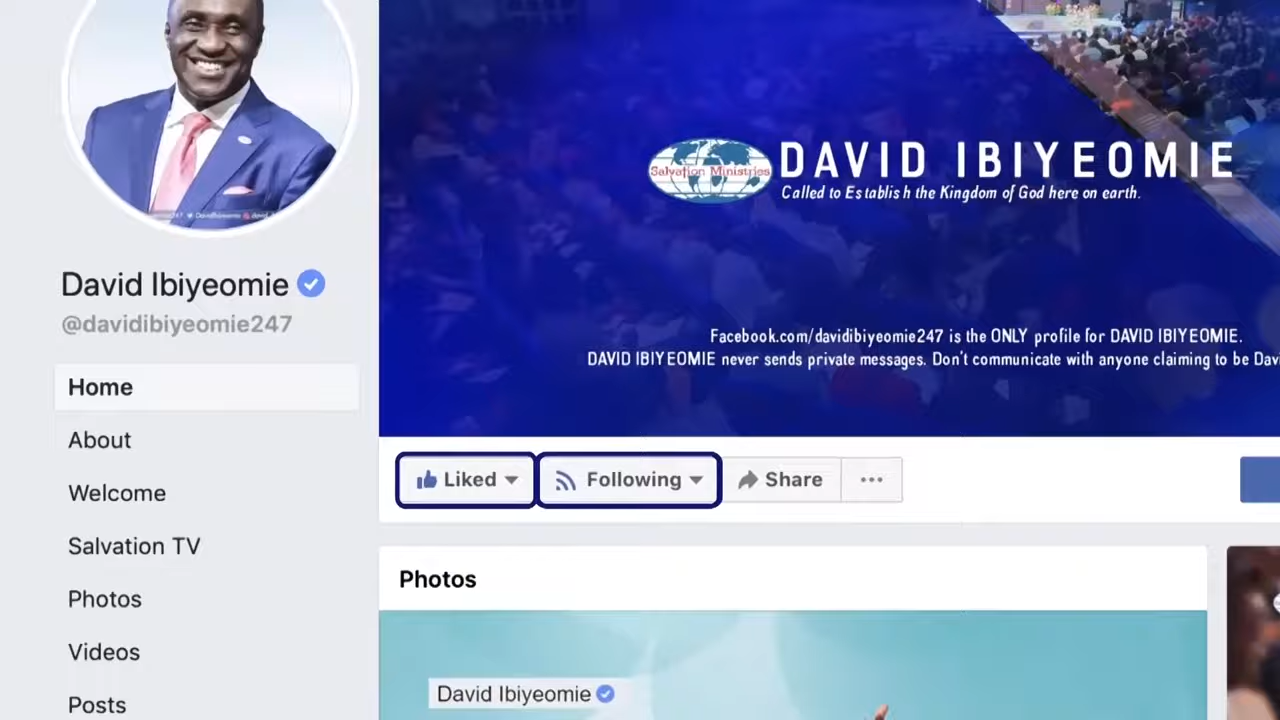 David Ibiyeomie
@davidibiyeomie247
Home
About
Welcome
Salvation TV
Photos
Videos
Posts
Salvation Ministries
DAVID IBIYEOMIE
Called to Establish the Kingdom of God here on earth.
Facebook.com/davidibiyeomie247 is the ONLY profile for DAVID IBIYEOMIE.
DAVID IBIYEOMIE never sends private messages. Don't communicate with anyone claiming to be Dav
Liked
Following
Share
Photos
David Ibiyeomie